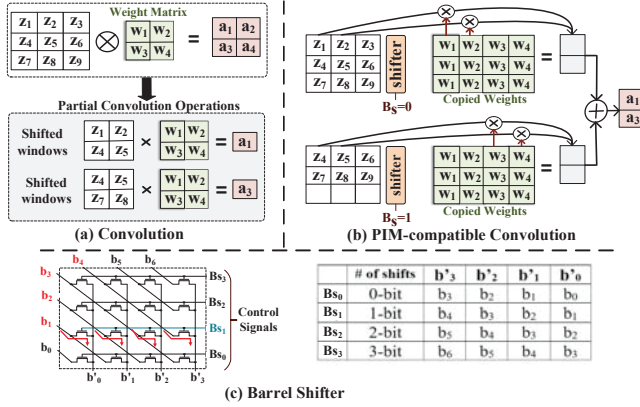 Weight Matrix
z1 z2 z3
z4 z5 z6
z7 z8 z9
⊗
w1 w2
w3 w4
=
a1 a2
a3 a4
Partial Convolution Operations
Shifted windows
z1 z2
z4 z5
×
w1 w2
w3 w4
=
a1
Shifted windows
z4 z5
z7 z8
×
w1 w2
w3 w4
=
a3
(a) Convolution
z1 z2 z3
z4 z5 z6
z7 z8 z9
shifter
Bs=0
w1 w2 w3 w4
w1 w2 w3 w4
w1 w2 w3 w4
Copied Weights
=
z4 z5 z6
z7 z8 z9
shifter
Bs=1
w1 w2 w3 w4
w1 w2 w3 w4
w1 w2 w3 w4
Copied Weights
=
+
a1
a3
(b) PIM-compatible Convolution
b4 b5 b6
b3
b2
b1
b0
Bs3
Bs2
Bs1
Bs0
Control
Signals
b'0 b'1 b'2 b'3
# of shifts b'3 b'2 b'1 b'0
Bs0 0-bit b3 b2 b1 b0
Bs1 1-bit b4 b3 b2 b1
Bs2 2-bit b5 b4 b3 b2
Bs3 3-bit b6 b5 b4 b3
(c) Barrel Shifter